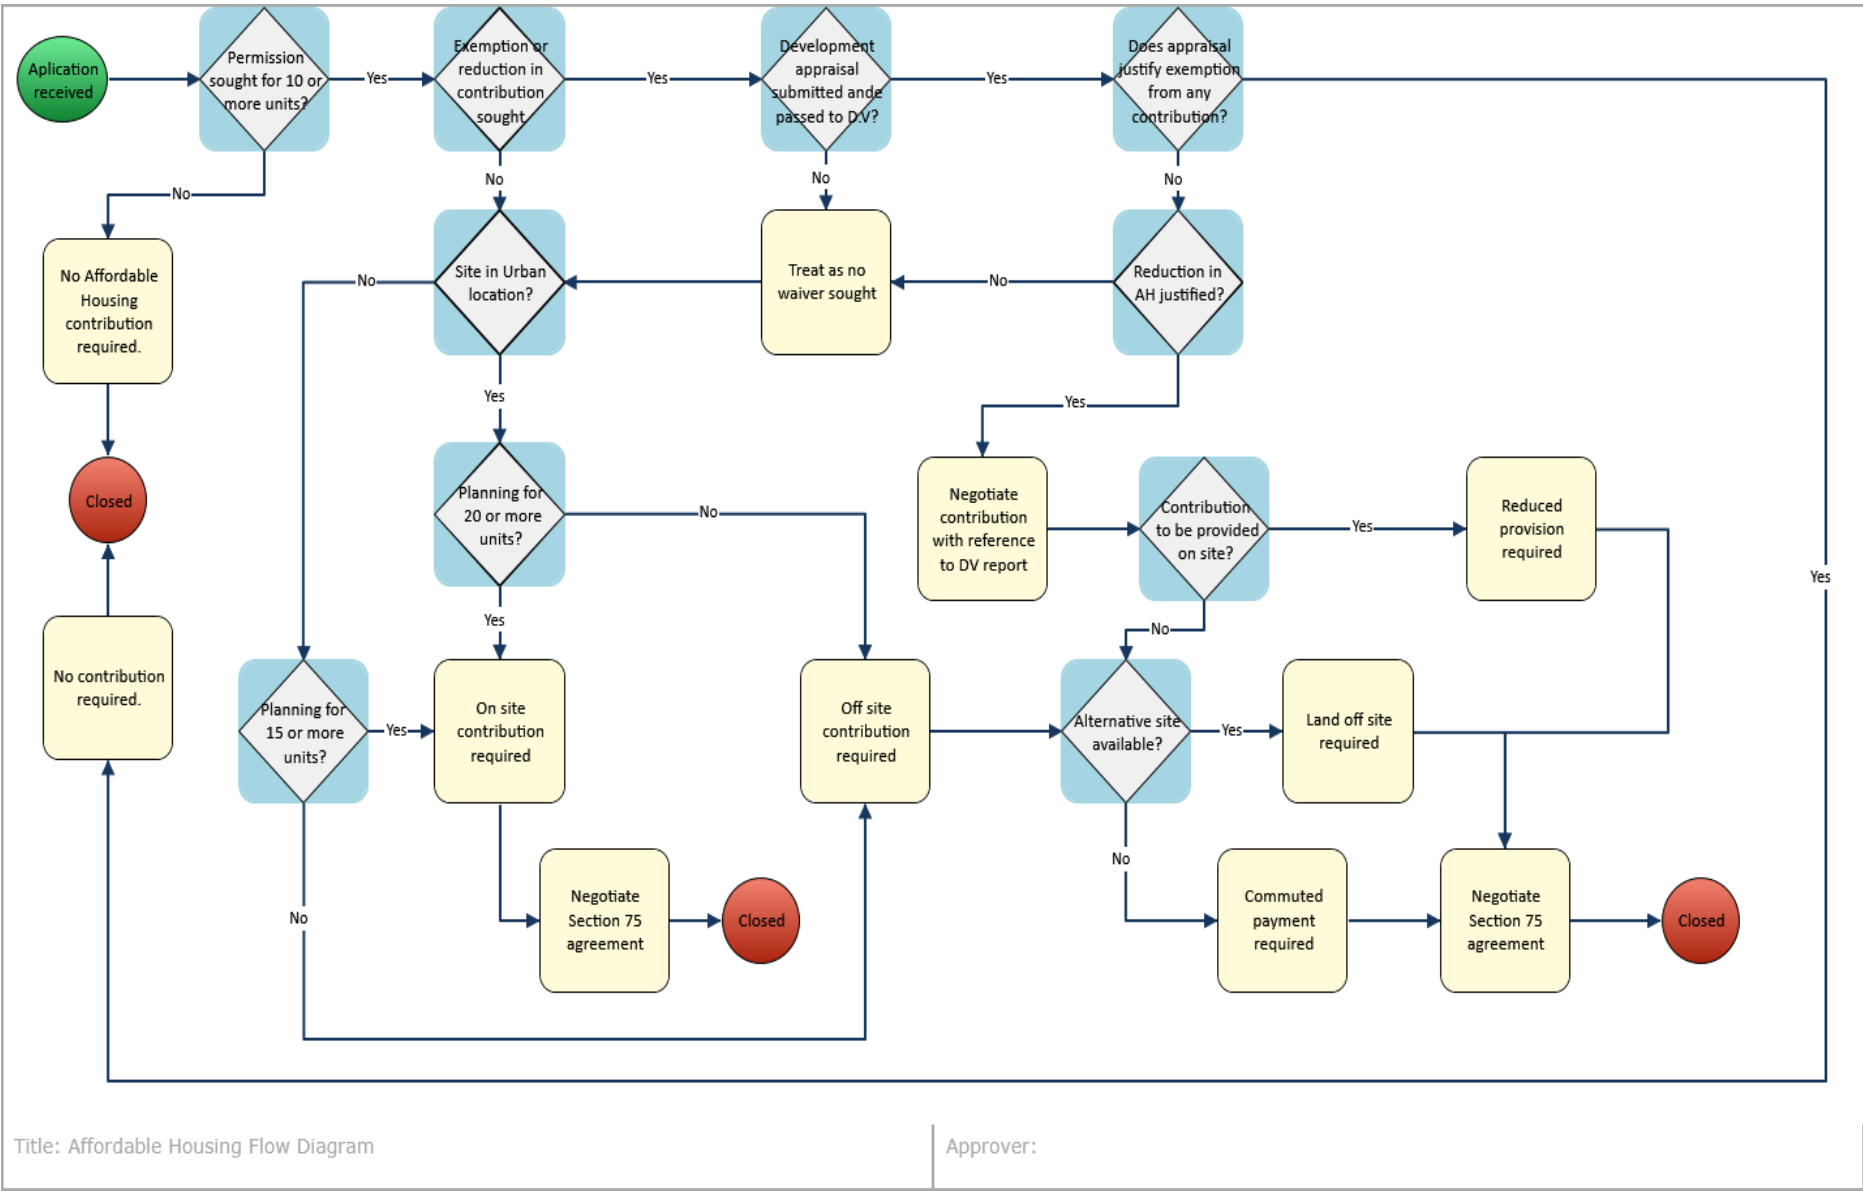 Aplication
received
Permission
sought for 10 or
more units?
Yes
Exemption or
reduction in
contribution
sought
Yes
Development
appraisal
submitted ande
passed to D.V?
Yes
Does appraisal
justify exemption
from any
contribution?
No
No
No
No
No Affordable
Housing
contribution
required.
No
Site in Urban
location?
Treat as no
waiver sought
No
Reduction in
AH justified?
Yes
Yes
Closed
Planning for
20 or more
units?
No
Negotiate
contribution
with reference
to DV report
Contribution
to be provided
on site?
Yes
Reduced
provision
required
Yes
Yes
No
No contribution
required.
Planning for
15 or more
units?
Yes
On site
contribution
required
Off site
contribution
required
Alternative site
available?
Yes
Land off site
required
No
No
Negotiate
Section 75
agreement
Closed
Commuted
payment
required
Negotiate
Section 75
agreement
Closed
Title: Affordable Housing Flow Diagram
Approver: